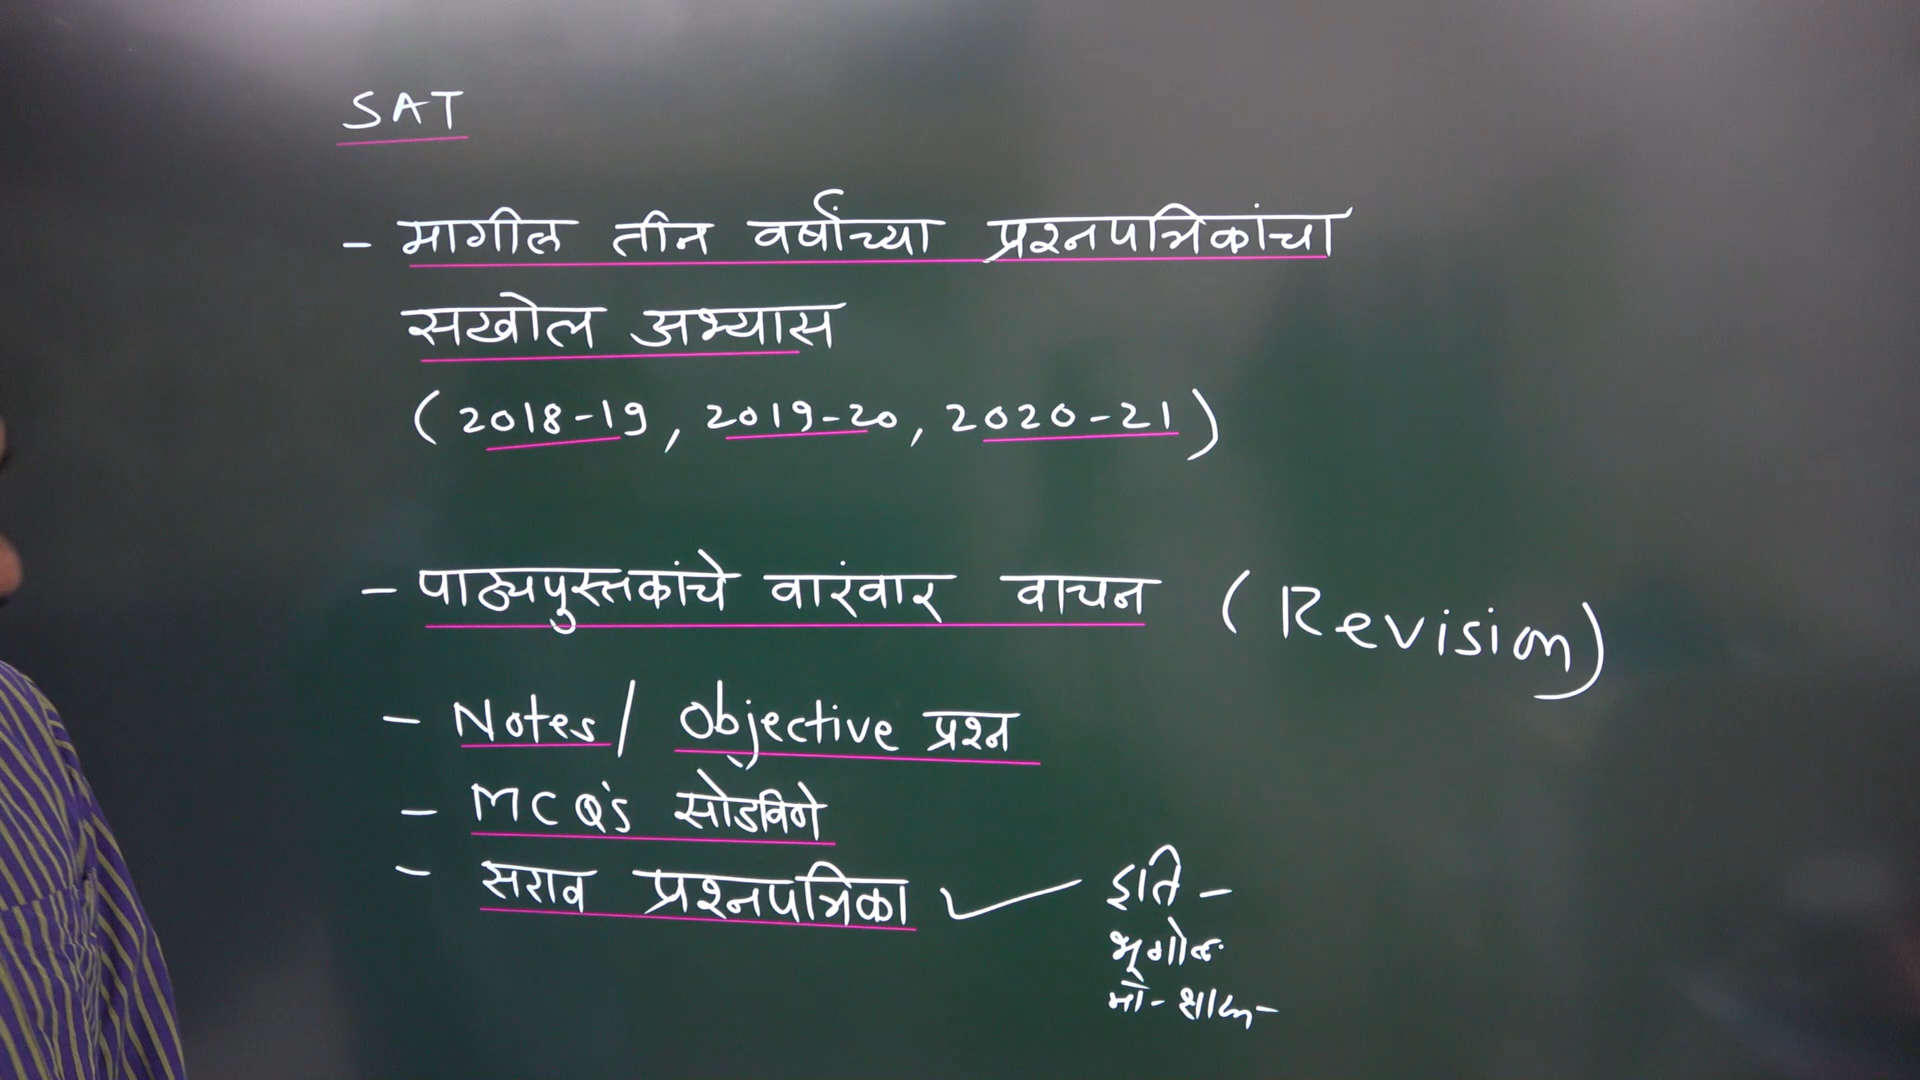 SAT
- मागील तीन वर्षांच्या प्रश्नपत्रिकांचा
सखोल अभ्यास
(2018-19, 2019-20, 2020-21)
- पाठ्यपुस्तकांचे वारंवार वाचन (Revision)
- Notes / Objective प्रश्न
- MCQ's सोडविणे
- सराव प्रश्नपत्रिका ✓ इति -
भूगोल